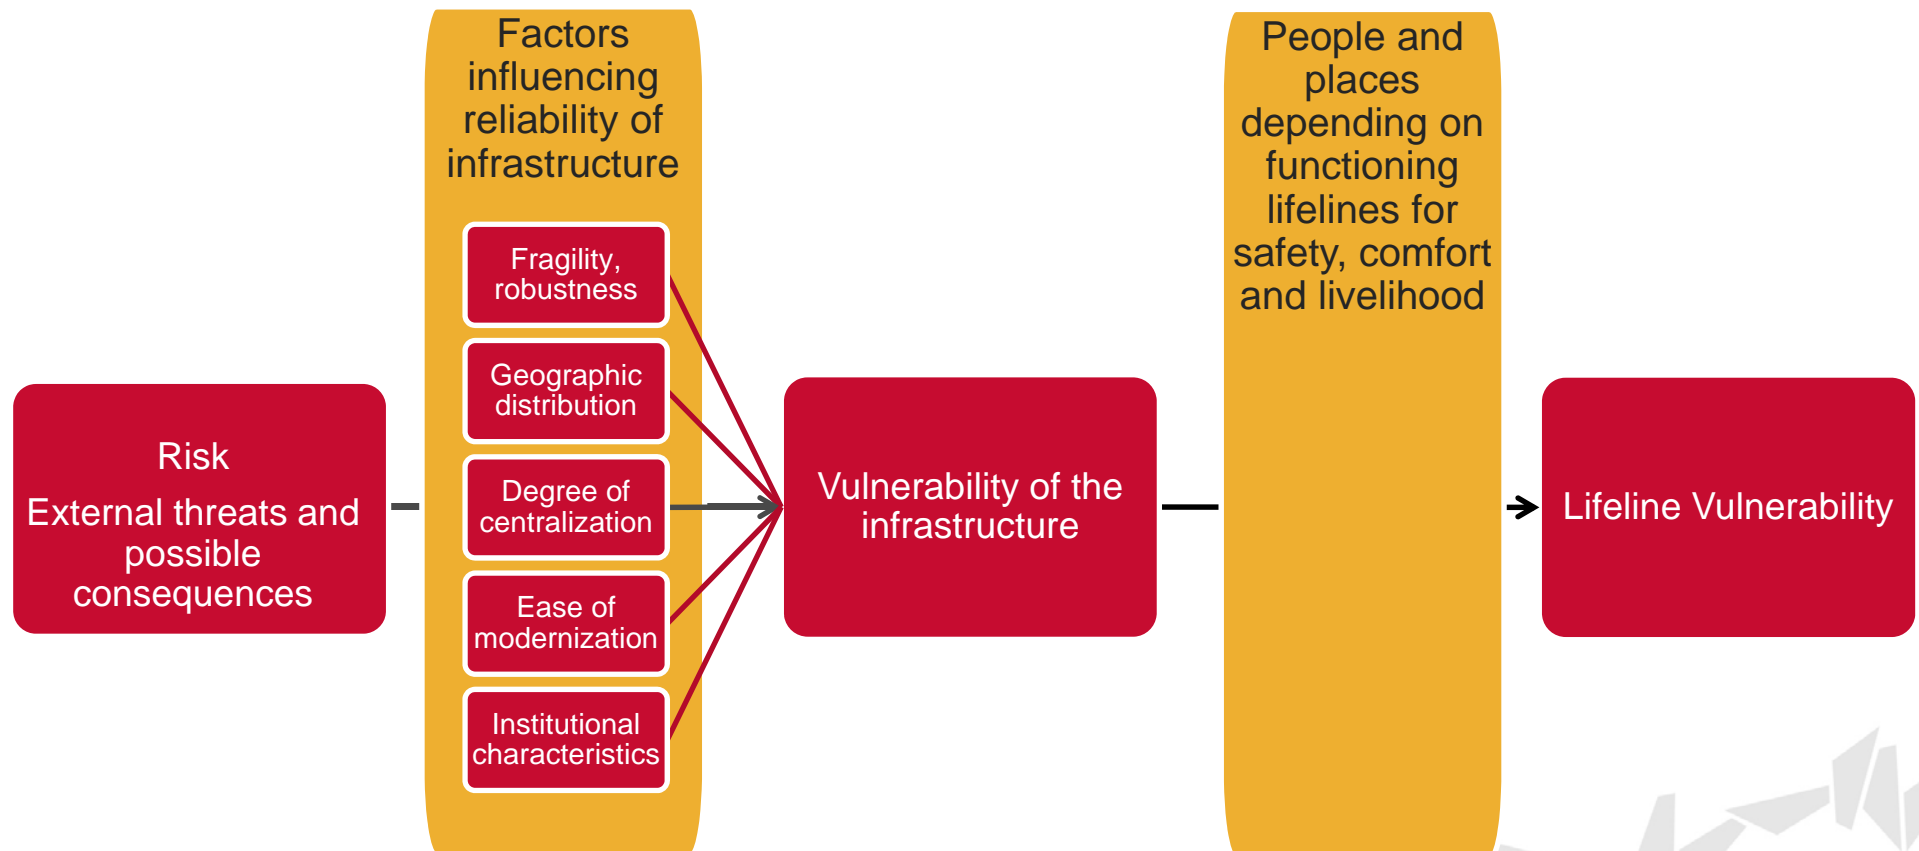 Risk
External threats and
possible
consequences
Factors
influencing
reliability of
infrastructure
Fragility,
robustness
Geographic
distribution
Degree of
centralization
Ease of
modernization
Institutional
characteristics
Vulnerability of the
infrastructure
People and
places
depending on
functioning
lifelines for
safety, comfort
and livelihood
Lifeline Vulnerability